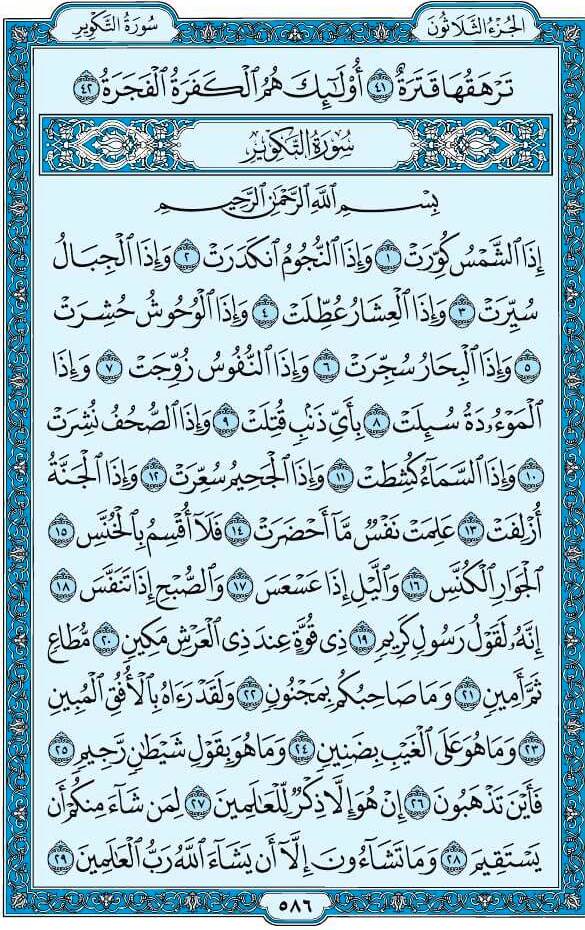 الجزء الثلاثون سورة التكوير
تَرْهَقُهَا قَتَرَةٌ ٤١ أُوْلَٰٓئِكَ هُمُ ٱلْكَفَرَةُ ٱلْفَجَرَةُ ٤٢
سورة التكوير
بِسْمِ ٱللَّهِ ٱلرَّحْمَٰنِ ٱلرَّحِيمِ
إِذَا ٱلشَّمْسُ كُوِّرَتْ ١ وَإِذَا ٱلنُّجُومُ ٱنكَدَرَتْ ٢ وَإِذَا ٱلْجِبَالُ
سُيِّرَتْ ٣ وَإِذَا ٱلْعِشَارُ عُطِّلَتْ ٤ وَإِذَا ٱلْوُحُوشُ حُشِرَتْ
٥ وَإِذَا ٱلْبِحَارُ سُجِّرَتْ ٦ وَإِذَا ٱلنُّفُوسُ زُوِّجَتْ ٧ وَإِذَا
ٱلْمَوْءُۥدَةُ سُئِلَتْ ٨ بِأَىِّ ذَنۢبٍ قُتِلَتْ ٩ وَإِذَا ٱلصُّحُفُ نُشِرَتْ
١٠ وَإِذَا ٱلسَّمَآءُ كُشِطَتْ ١١ وَإِذَا ٱلْجَحِيمُ سُعِّرَتْ ١٢ وَإِذَا ٱلْجَنَّةُ
أُزْلِفَتْ ١٣ عَلِمَتْ نَفْسٌ مَّآ أَحْضَرَتْ ١٤ فَلَآ أُقْسِمُ بِٱلْخُنَّسِ ١٥
ٱلْجَوَارِ ٱلْكُنَّسِ ١٦ وَٱلَّيْلِ إِذَا عَسْعَسَ ١٧ وَٱلصُّبْحِ إِذَا تَنَفَّسَ ١٨
إِنَّهُۥ لَقَوْلُ رَسُولٍ كَرِيمٍ ١٩ ذِى قُوَّةٍ عِندَ ذِى ٱلْعَرْشِ مَكِينٍ ٢٠ مُّطَاعٍ
ثَمَّ أَمِينٍ ٢١ وَمَا صَاحِبُكُم بِمَجْنُونٍ ٢٢ وَلَقَدْ رَءَاهُ بِٱلْأُفُقِ ٱلْمُبِينِ
٢٣ وَمَا هُوَ عَلَى ٱلْغَيْبِ بِضَنِينٍ ٢٤ وَمَا هُوَ بِقَوْلِ شَيْطَٰنٍ رَّجِيمٍ ٢٥
فَأَيْنَ تَذْهَبُونَ ٢٦ إِنْ هُوَ إِلَّا ذِكْرٌ لِّلْعَٰلَمِينَ ٢٧ لِمَن شَآءَ مِنكُمْ أَن
يَسْتَقِيمَ ٢٨ وَمَا تَشَآءُونَ إِلَّآ أَن يَشَآءَ ٱللَّهُ رَبُّ ٱلْعَٰلَمِينَ ٢٩
٥٨٦